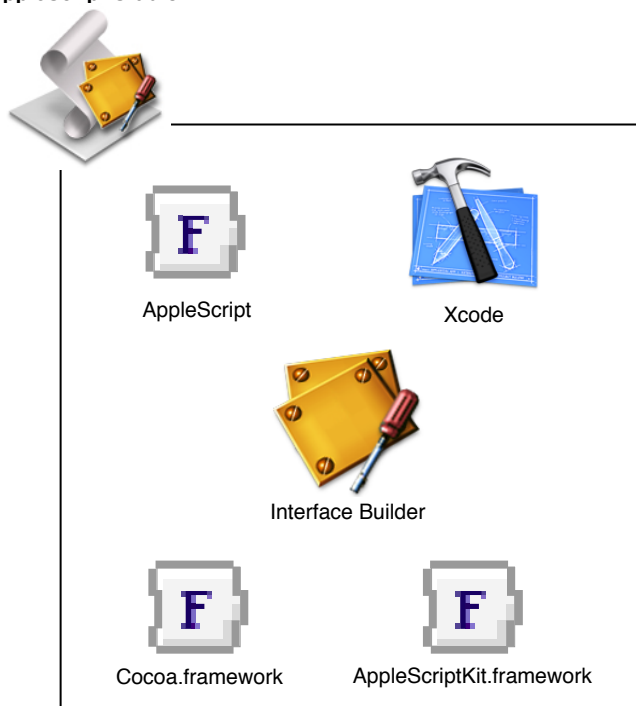 AppleScript
Xcode
Interface Builder
Cocoa.framework
AppleScriptKit.framework